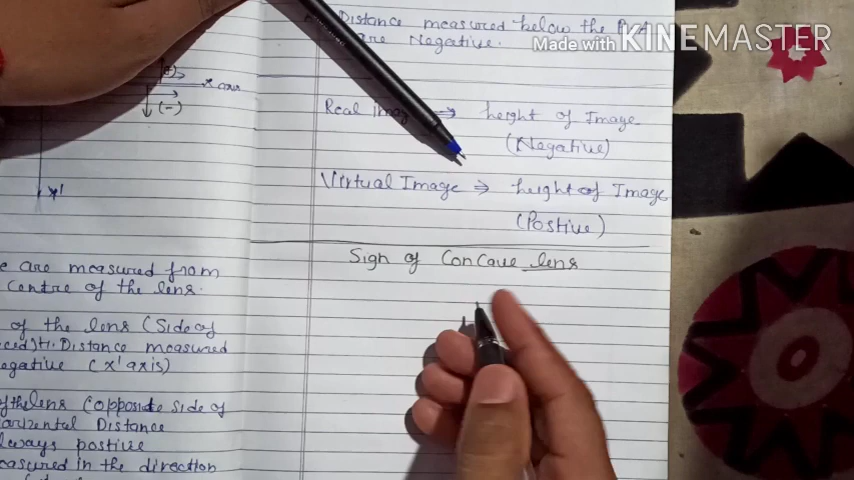 (+)
(-)
x'
e are measured from
centre of the lens.
of the lens (Side of
ced) H. Distance measured
egative (x' axis)
of the lens (opposite side of
Distance
lways postive
easured in the direction
Distance measured below the
are Negative.
Real → height of Image
(Negative)
Virtual Image ⇒ height of Image
(Postive)
Sign of Concave lens
Made with KINEMASTER